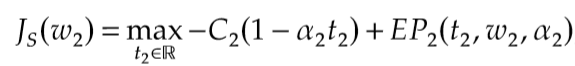 J_S(w_2) = max_{t_2∈ℝ} −C_2(1 − α_2t_2) + EP_2(t_2, w_2, α_2)